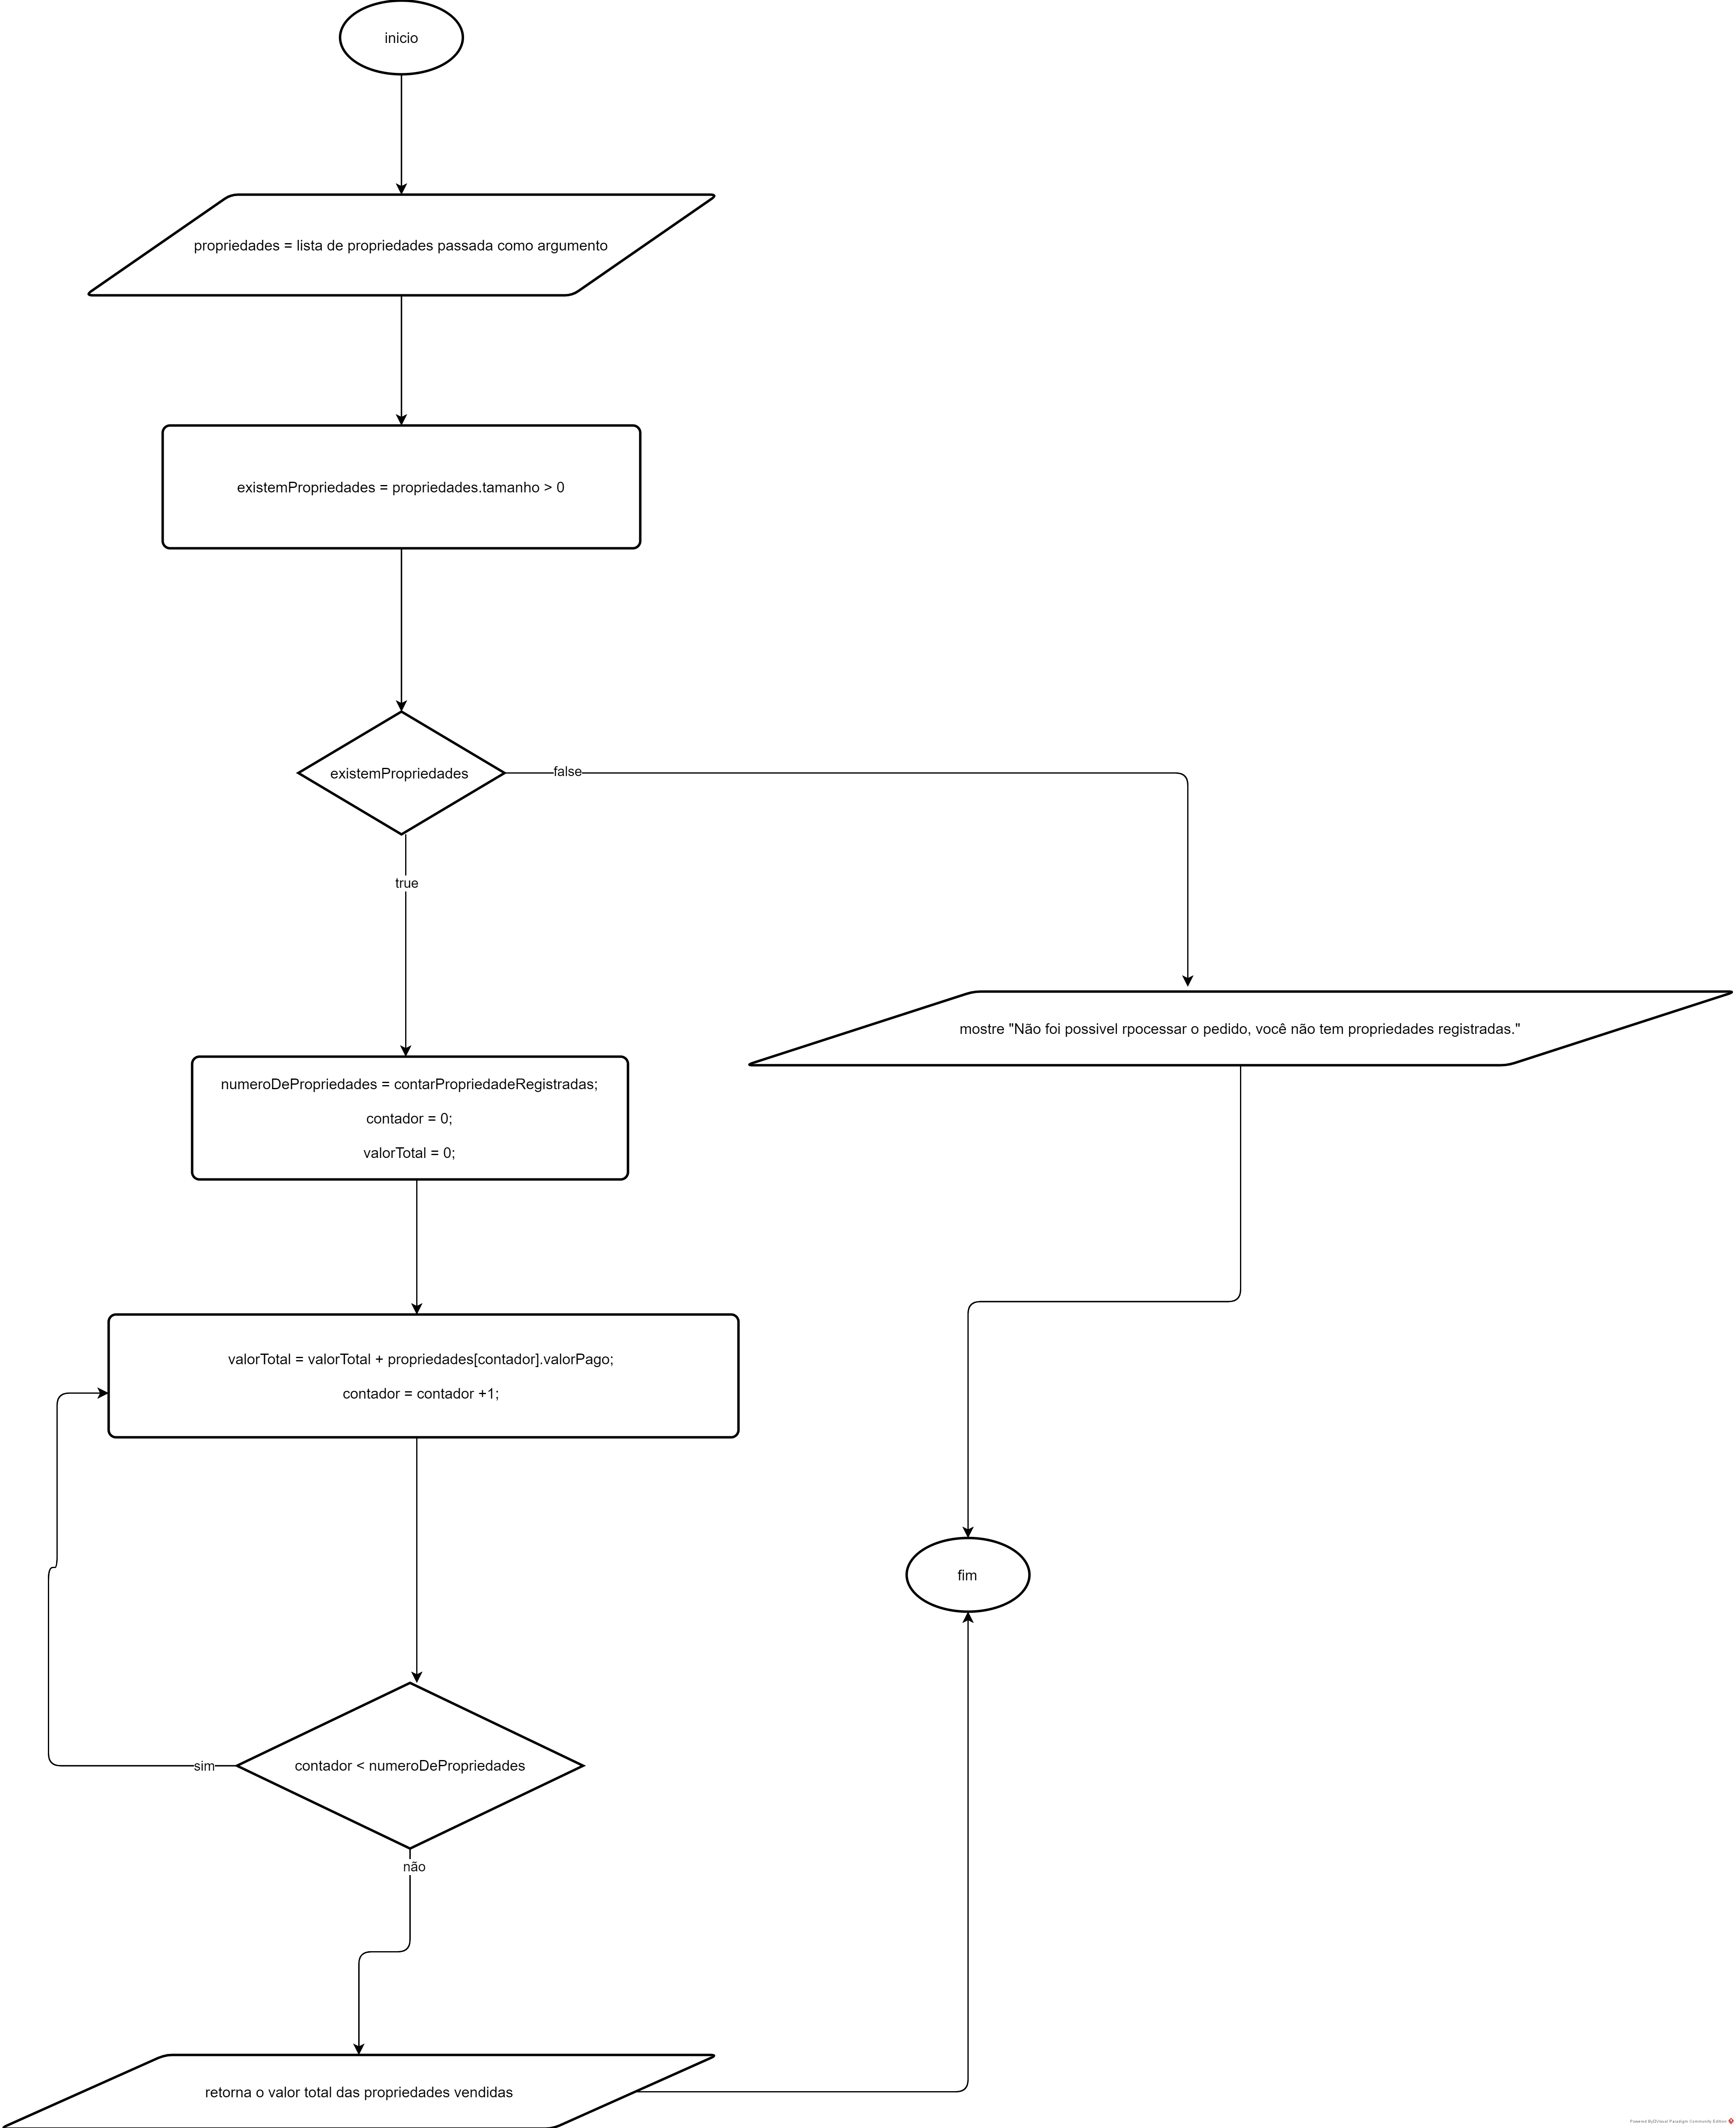 inicio
propriedades = lista de propriedades passada como argumento
existemPropriedades = propriedades.tamanho > 0
existemPropriedades
false
true
mostre "Não foi possivel rpocessar o pedido, você não tem propriedades registradas."
numeroDePropriedades = contarPropriedadeRegistradas;
contador = 0;
valorTotal = 0;
valorTotal = valorTotal + propriedades[contador].valorPago;
contador = contador +1;
fim
contador < numeroDePropriedades
sim
não
retorna o valor total das propriedades vendidas
Powered By Visual Paradigm Community Edition